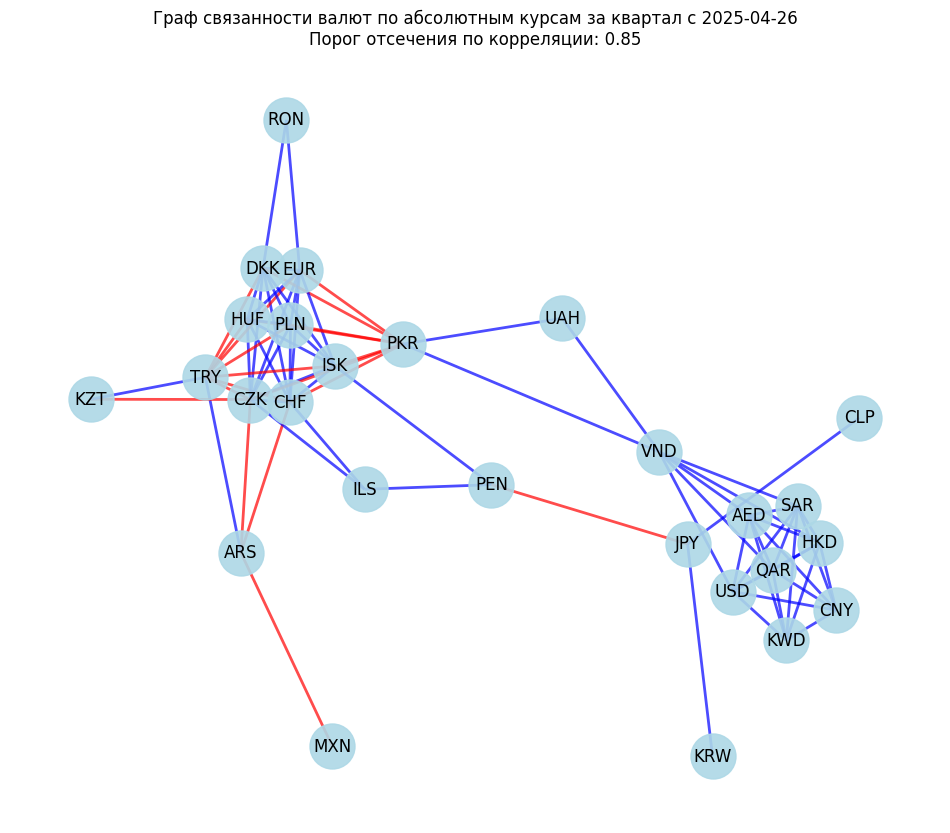 Граф связанности валют по абсолютным курсам за квартал с 2025-04-26
Порог отсечения по корреляции: 0.85
RON
DKK
EUR
HUF
PLN
UAH
PKR
ISK
TRY
KZT
CZK
CHF
CLP
VND
PEN
ILS
SAR
AED
HKD
JPY
ARS
QAR
USD
CNY
KWD
MXN
KRW